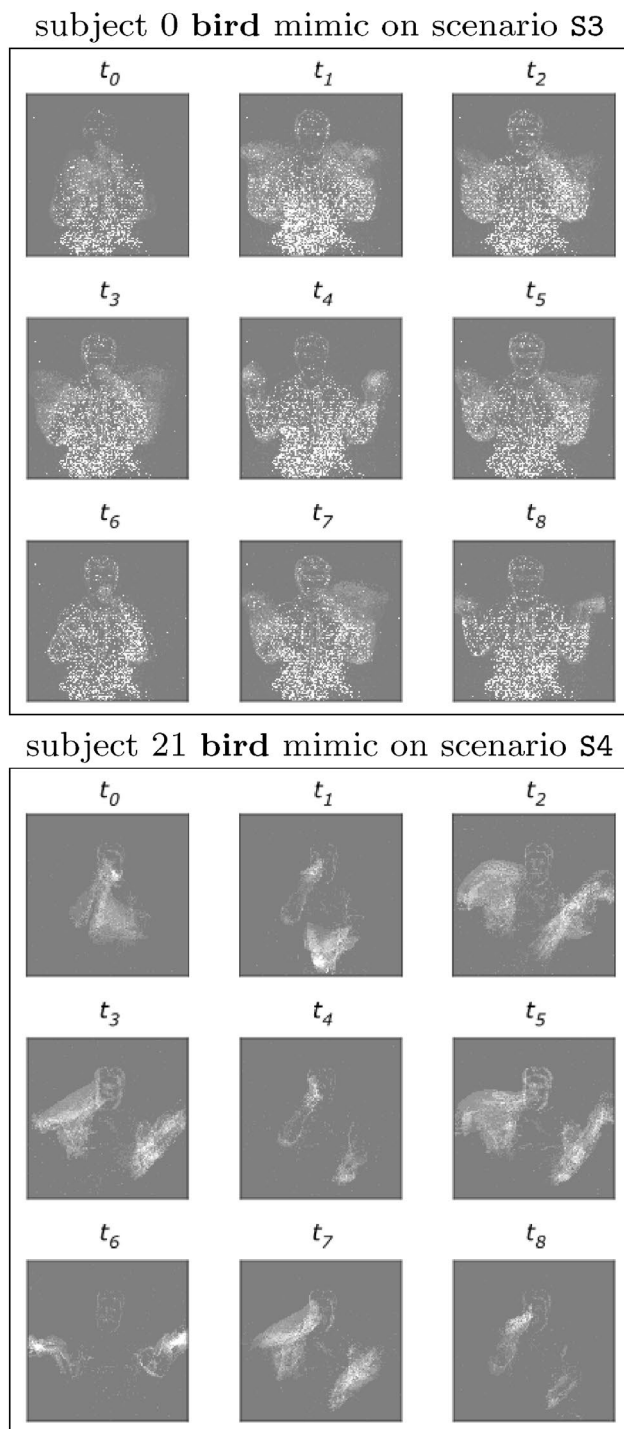 subject 0 bird mimic on scenario S3
t0 t1 t2
t3 t4 t5
t6 t7 t8
subject 21 bird mimic on scenario S4
t0 t1 t2
t3 t4 t5
t6 t7 t8